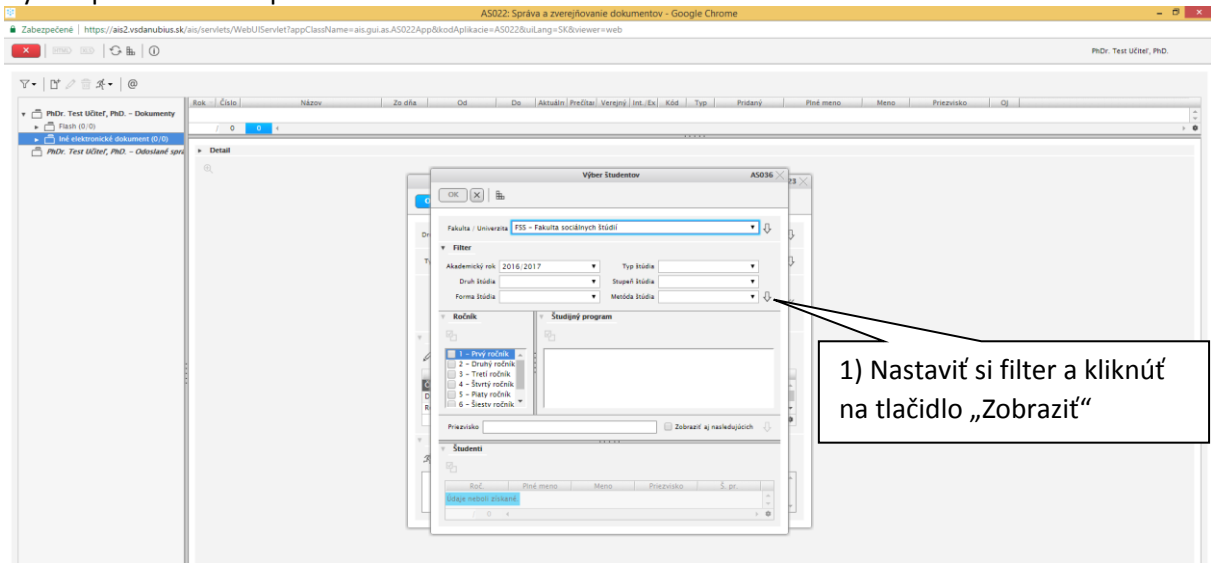 AS022: Správa a zverejňovanie dokumentov - Google Chrome
Zabezpečené | https://ais2.vsdanubius.sk/ais/servlets/WebUIServlet?appClassName=ais.gui.as.AS022App&kodAplikacie=AS022&uiLang=SK&viewer=web
PhDr. Test Učiteľ, PhD.
Rok Číslo Názov Zo dňa Od Do Aktuáln Prečítan Verejný Int./Ex Kód Typ Pridaný Plné meno Meno Priezvisko OJ
PhDr. Test Učiteľ, PhD. – Dokumenty
Flash (0/0)
/ 0 0
Iné elektronické dokument (0/0)
PhDr. Test Učiteľ, PhD. – Odoslané sprá
Detail
Výber študentov AS036
23
OK
Fakulta / Univerzita FSS – Fakulta sociálnych štúdií
Filter
Akademický rok 2016/2017 Typ štúdia
Druh štúdia Stupeň štúdia
Forma štúdia Metóda štúdia
Ročník Študijný program
1 – Prvý ročník
2 – Druhý ročník
3 – Tretí ročník
4 – Štvrtý ročník
5 – Piaty ročník
6 – Šiesty ročník
1) Nastaviť si filter a kliknúť
na tlačidlo „Zobraziť“
Priezvisko Zobraziť aj nasledujúcich
Študenti
Roč. Plné meno Meno Priezvisko Š. pr.
Údaje neboli získané.
/ 0